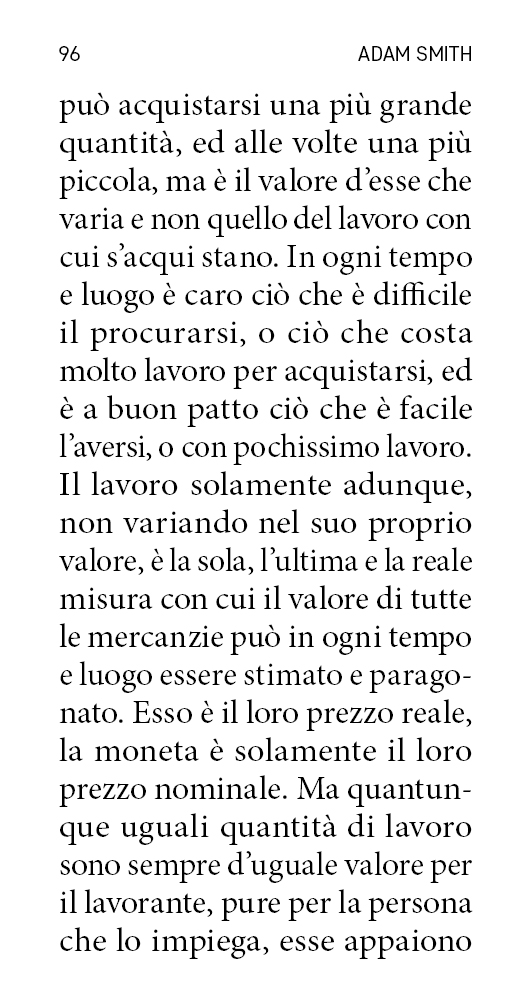 96 ADAM SMITH
può acquistarsi una più grande
quantità, ed alle volte una più
piccola, ma è il valore d’esse che
varia e non quello del lavoro con
cui s’acqui stano. In ogni tempo
e luogo è caro ciò che è difficile
il procurarsi, o ciò che costa
molto lavoro per acquistarsi, ed
è a buon patto ciò che è facile
l’aversi, o con pochissimo lavoro.
Il lavoro solamente adunque,
non variando nel suo proprio
valore, è la sola, l’ultima e la reale
misura con cui il valore di tutte
le mercanzie può in ogni tempo
e luogo essere stimato e parago-
nato. Esso è il loro prezzo reale,
la moneta è solamente il loro
prezzo nominale. Ma quantun-
que uguali quantità di lavoro
sono sempre d’uguale valore per
il lavorante, pure per la persona
che lo impiega, esse appaiono